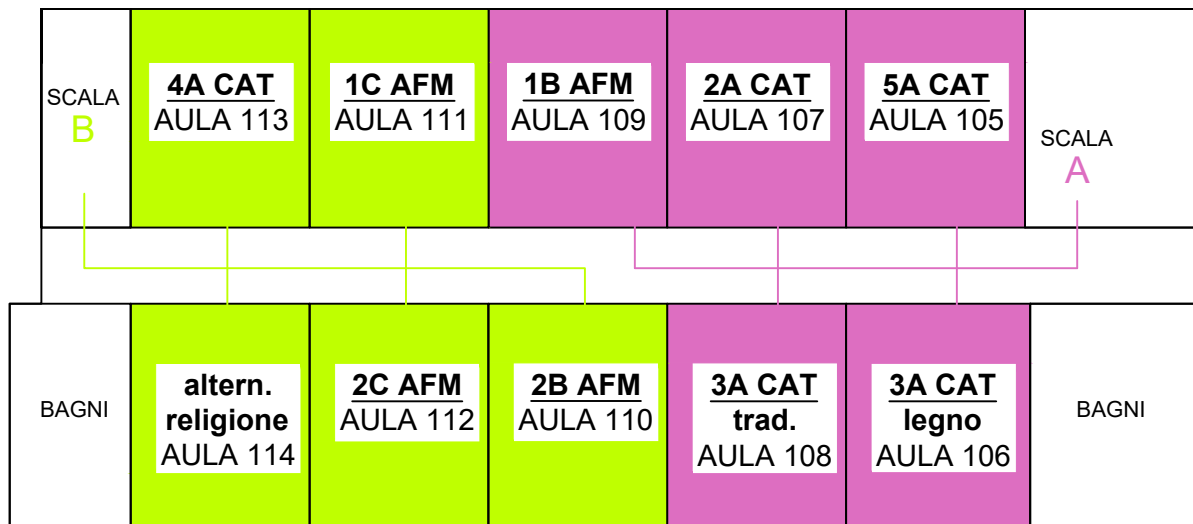 SCALA
B
4A CAT
AULA 113
1C AFM
AULA 111
1B AFM
AULA 109
2A CAT
AULA 107
5A CAT
AULA 105
SCALA
A
BAGNI
altern.
religione
AULA 114
2C AFM
AULA 112
2B AFM
AULA 110
3A CAT
trad.
AULA 108
3A CAT
legno
AULA 106
BAGNI